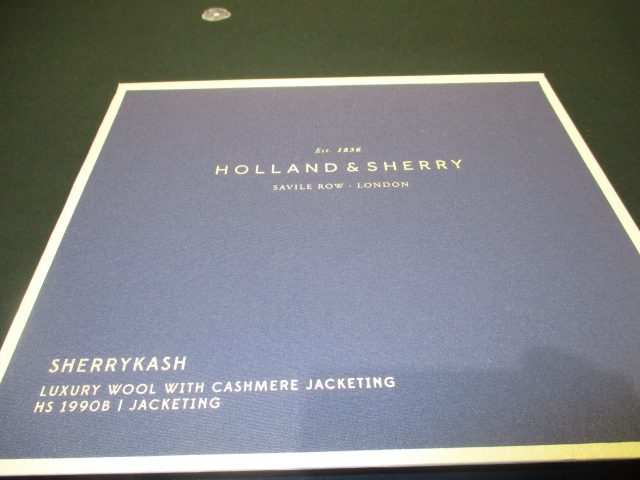 Est. 1836
HOLLAND & SHERRY
SAVILE ROW · LONDON
SHERRYKASH
LUXURY WOOL WITH CASHMERE JACKETING
HS 1990B | JACKETING